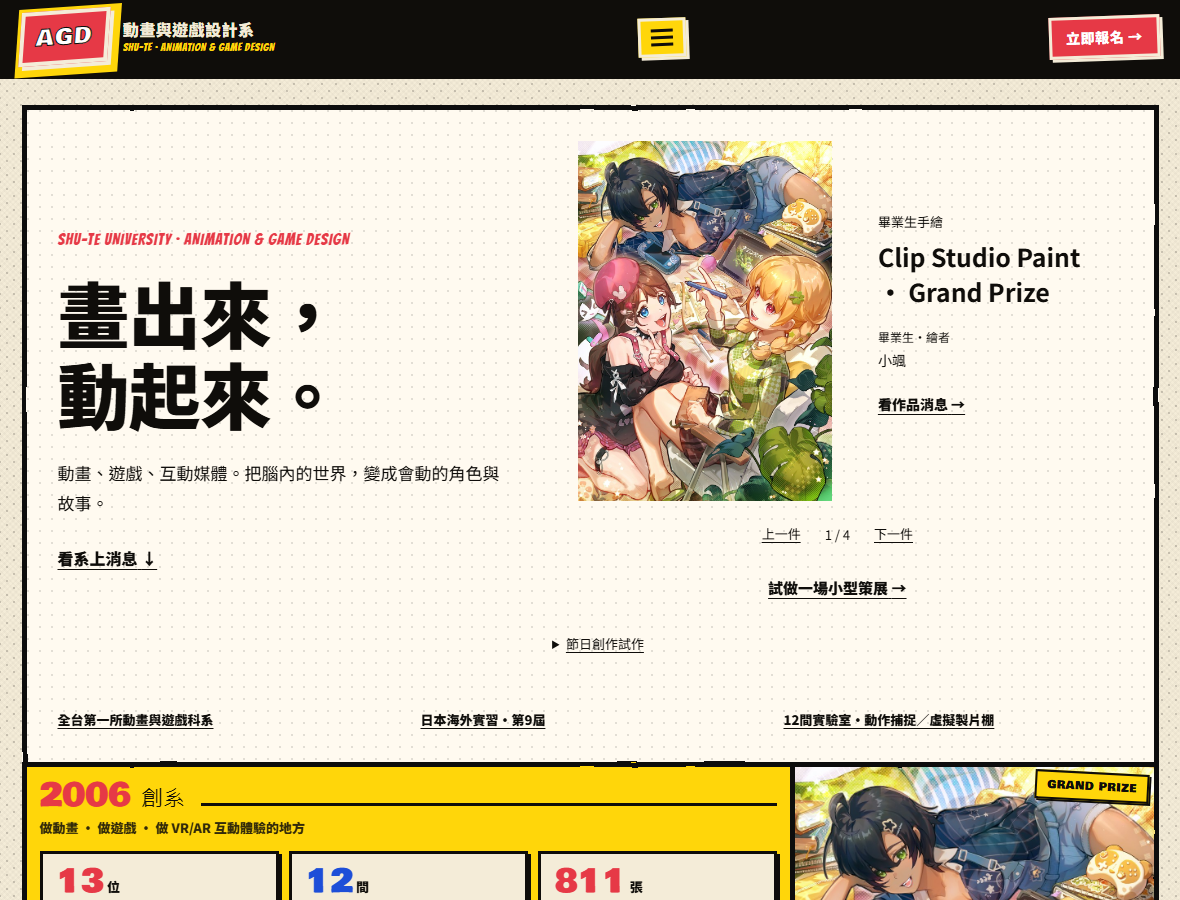 AGD
動畫與遊戲設計系
SHU-TE · ANIMATION & GAME DESIGN
立即報名 →
SHU-TE UNIVERSITY · ANIMATION & GAME DESIGN
畫出來，
動起來。
動畫、遊戲、互動媒體。把腦內的世界，變成會動的角色與
故事。
看系上消息 ↓
畢業生手繪
Clip Studio Paint
・ Grand Prize
畢業生・繪者
小颯
看作品消息 →
上一件
1 / 4
下一件
試做一場小型策展 →
▶ 節日創作試作
全台第一所動畫與遊戲科系
日本海外實習・第9屆
12間實驗室・動作捕捉／虛擬製片棚
2006 創系
做動畫 ・ 做遊戲 ・ 做 VR/AR 互動體驗的地方
GRAND PRIZE
13位
12間
811張